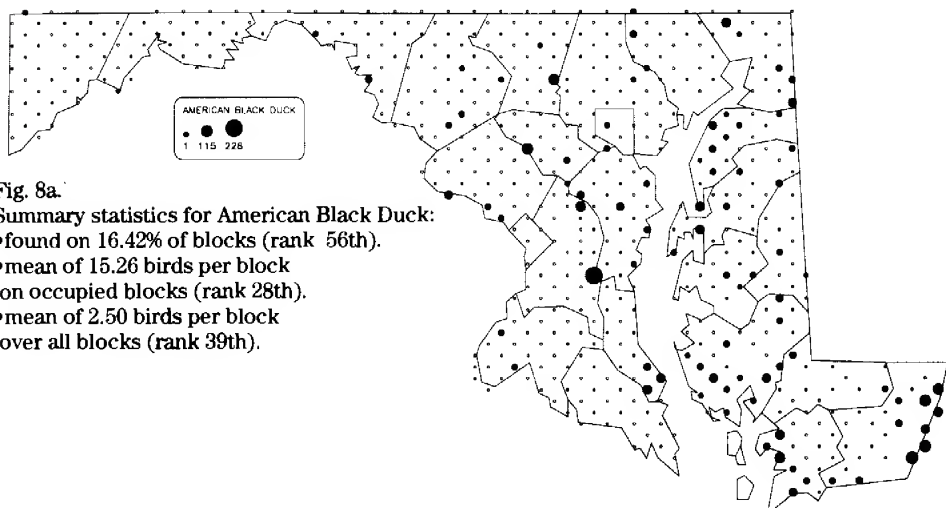 AMERICAN BLACK DUCK
1 115 228
Fig. 8a.
Summary statistics for American Black Duck:
•found on 16.42% of blocks (rank 56th).
•mean of 15.26 birds per block
on occupied blocks (rank 28th).
•mean of 2.50 birds per block
over all blocks (rank 39th).